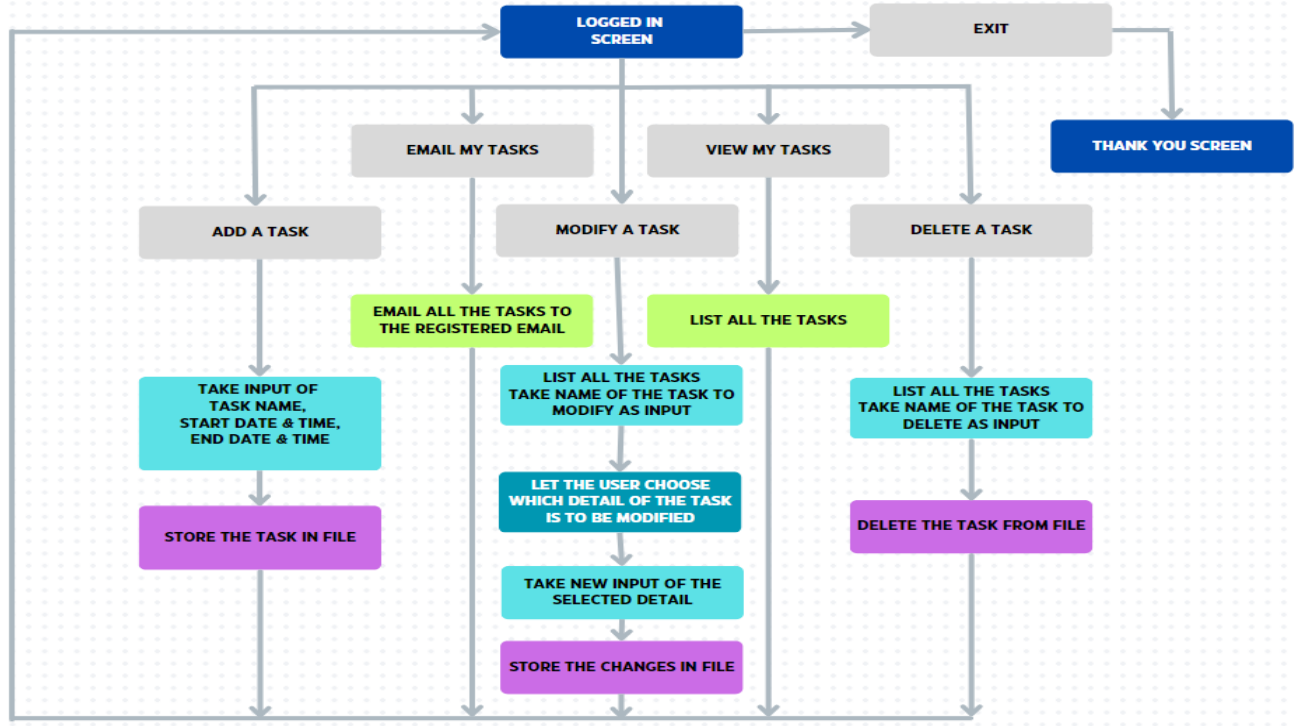 LOGGED IN
SCREEN
EXIT
EMAIL MY TASKS
VIEW MY TASKS
THANK YOU SCREEN
ADD A TASK
MODIFY A TASK
DELETE A TASK
EMAIL ALL THE TASKS TO
THE REGISTERED EMAIL
LIST ALL THE TASKS
TAKE INPUT OF
TASK NAME,
START DATE & TIME,
END DATE & TIME
LIST ALL THE TASKS
TAKE NAME OF THE TASK TO
MODIFY AS INPUT
LIST ALL THE TASKS
TAKE NAME OF THE TASK TO
DELETE AS INPUT
LET THE USER CHOOSE
WHICH DETAIL OF THE TASK
IS TO BE MODIFIED
STORE THE TASK IN FILE
DELETE THE TASK FROM FILE
TAKE NEW INPUT OF THE
SELECTED DETAIL
STORE THE CHANGES IN FILE